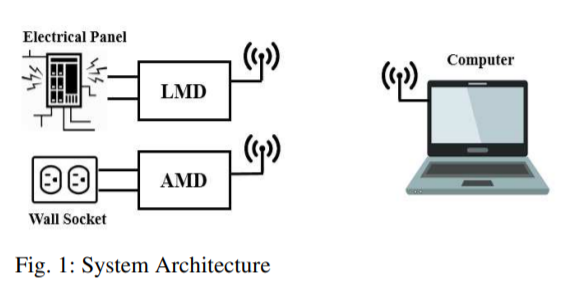 Electrical Panel
LMD
Computer
AMD
Wall Socket
Fig. 1: System Architecture